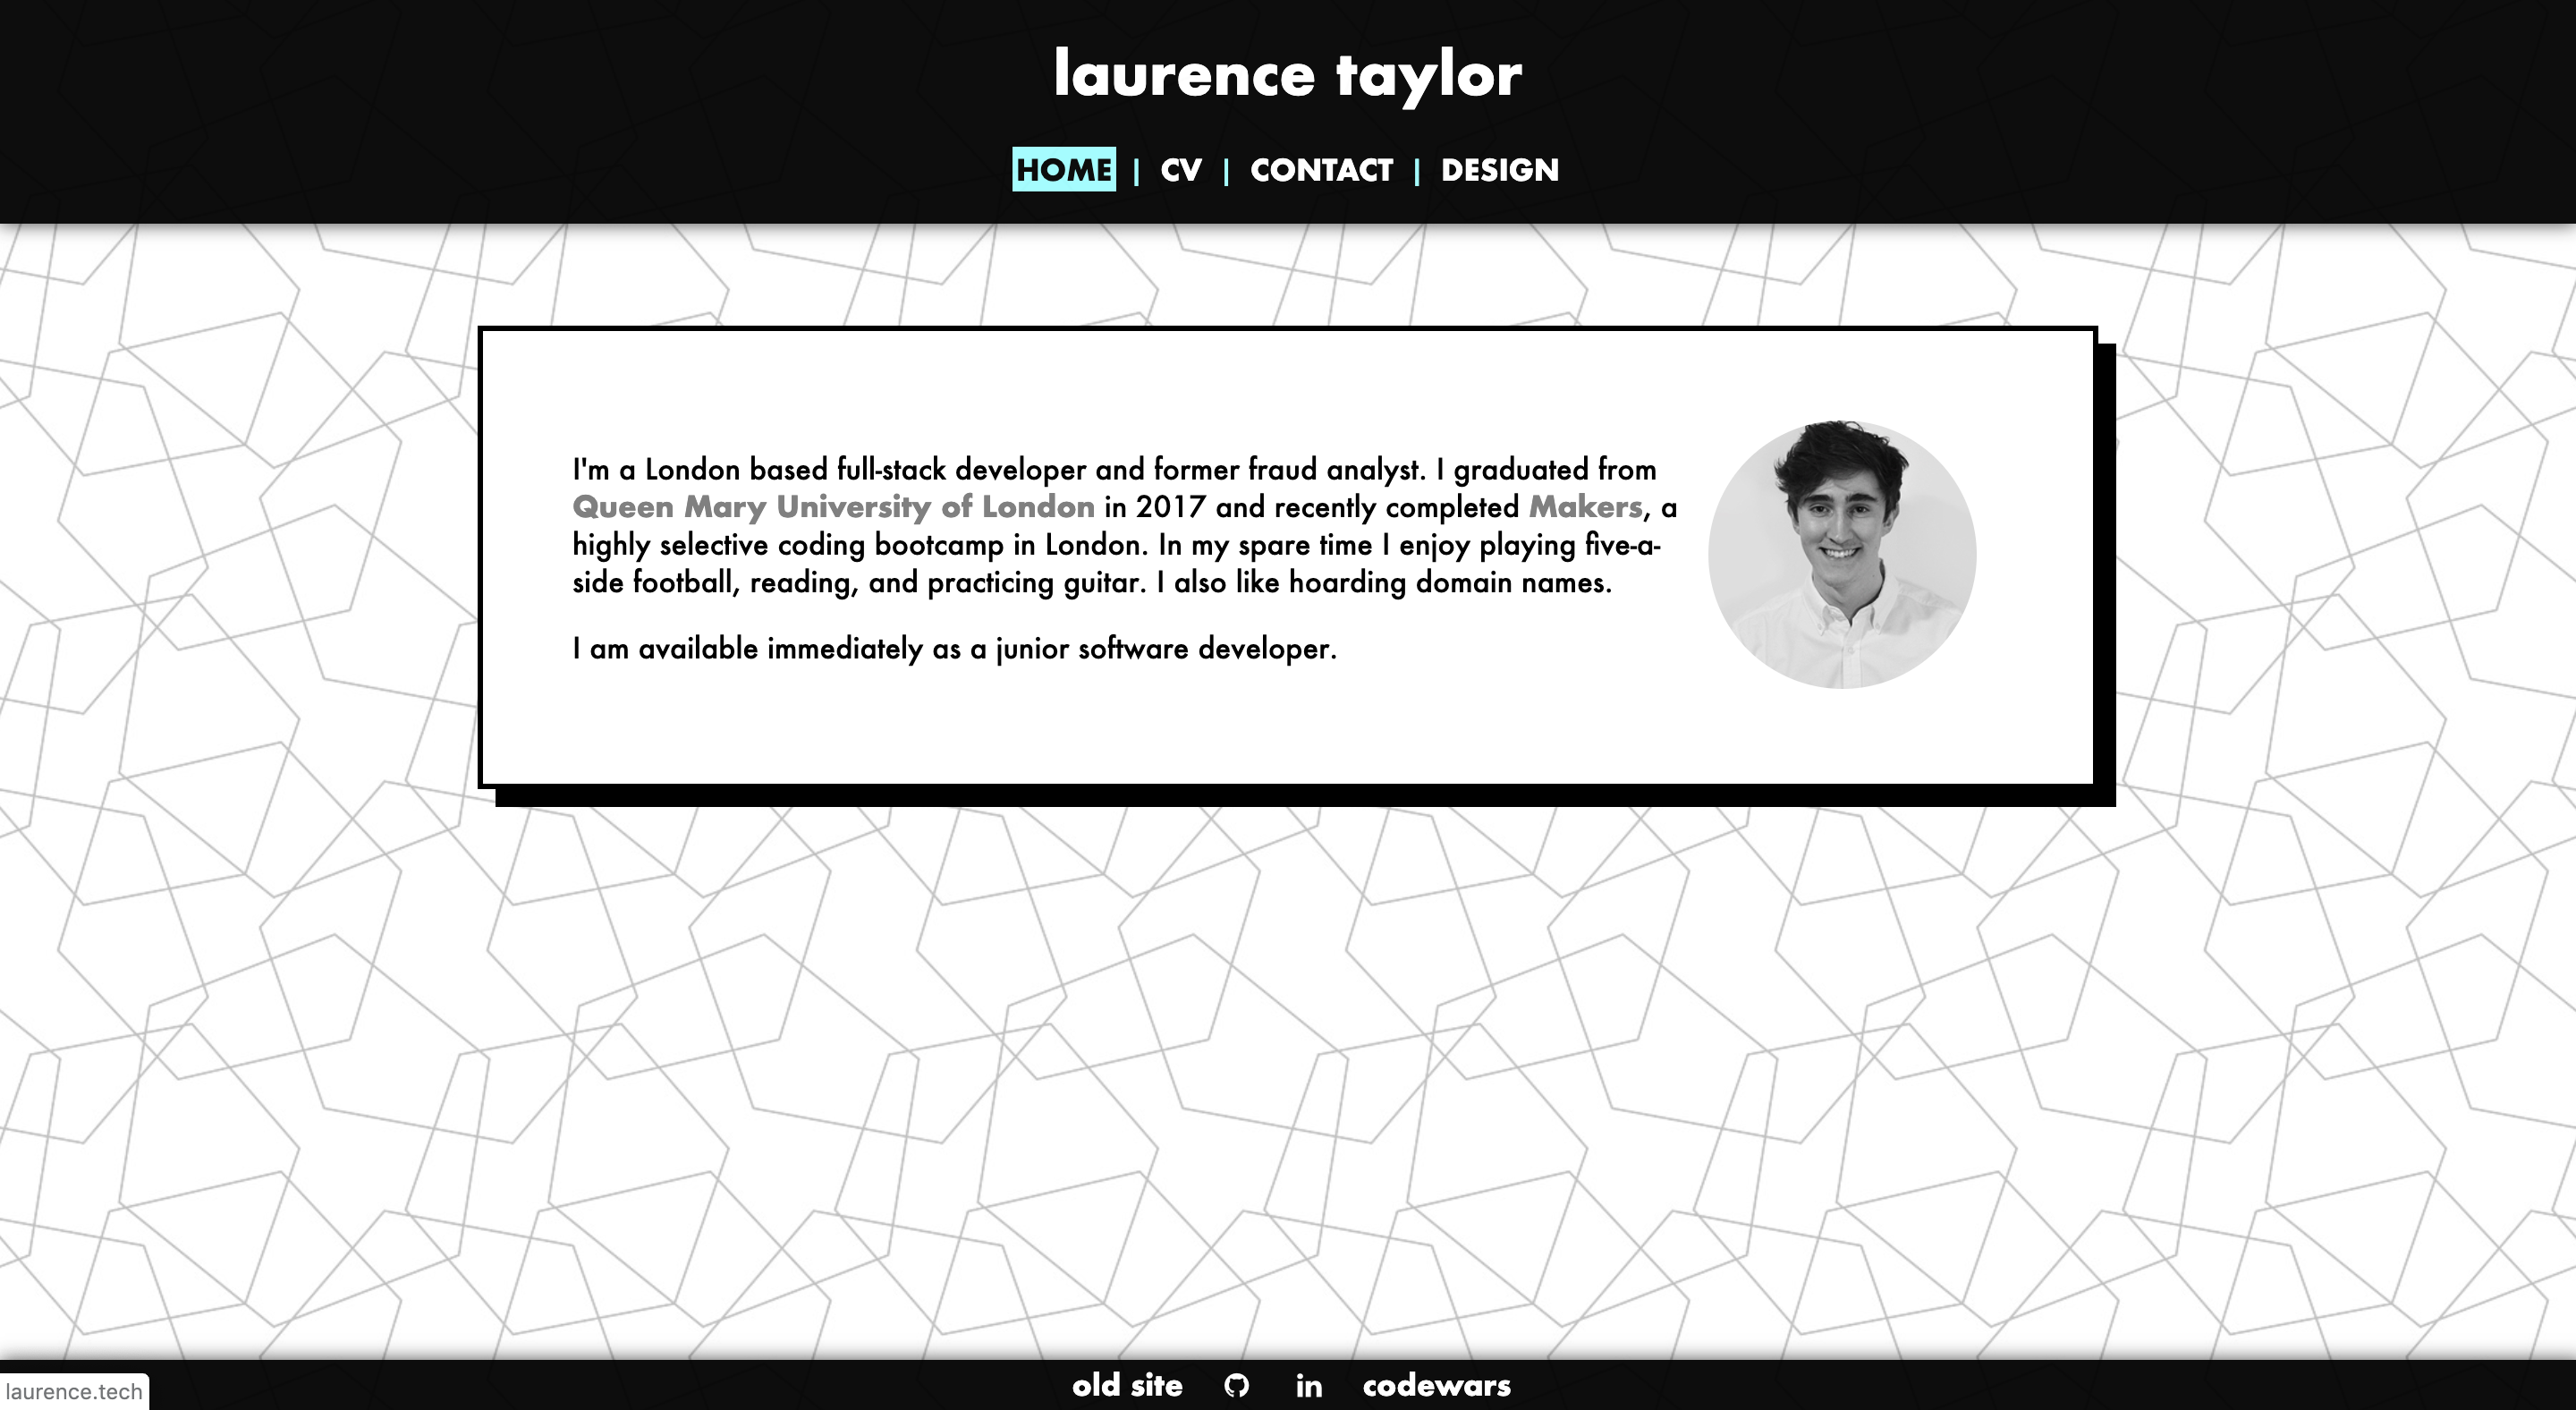 laurence taylor
HOME | CV | CONTACT | DESIGN
I'm a London based full-stack developer and former fraud analyst. I graduated from
Queen Mary University of London in 2017 and recently completed Makers, a
highly selective coding bootcamp in London. In my spare time I enjoy playing five-a-
side football, reading, and practicing guitar. I also like hoarding domain names.
I am available immediately as a junior software developer.
old site in codewars
laurence.tech